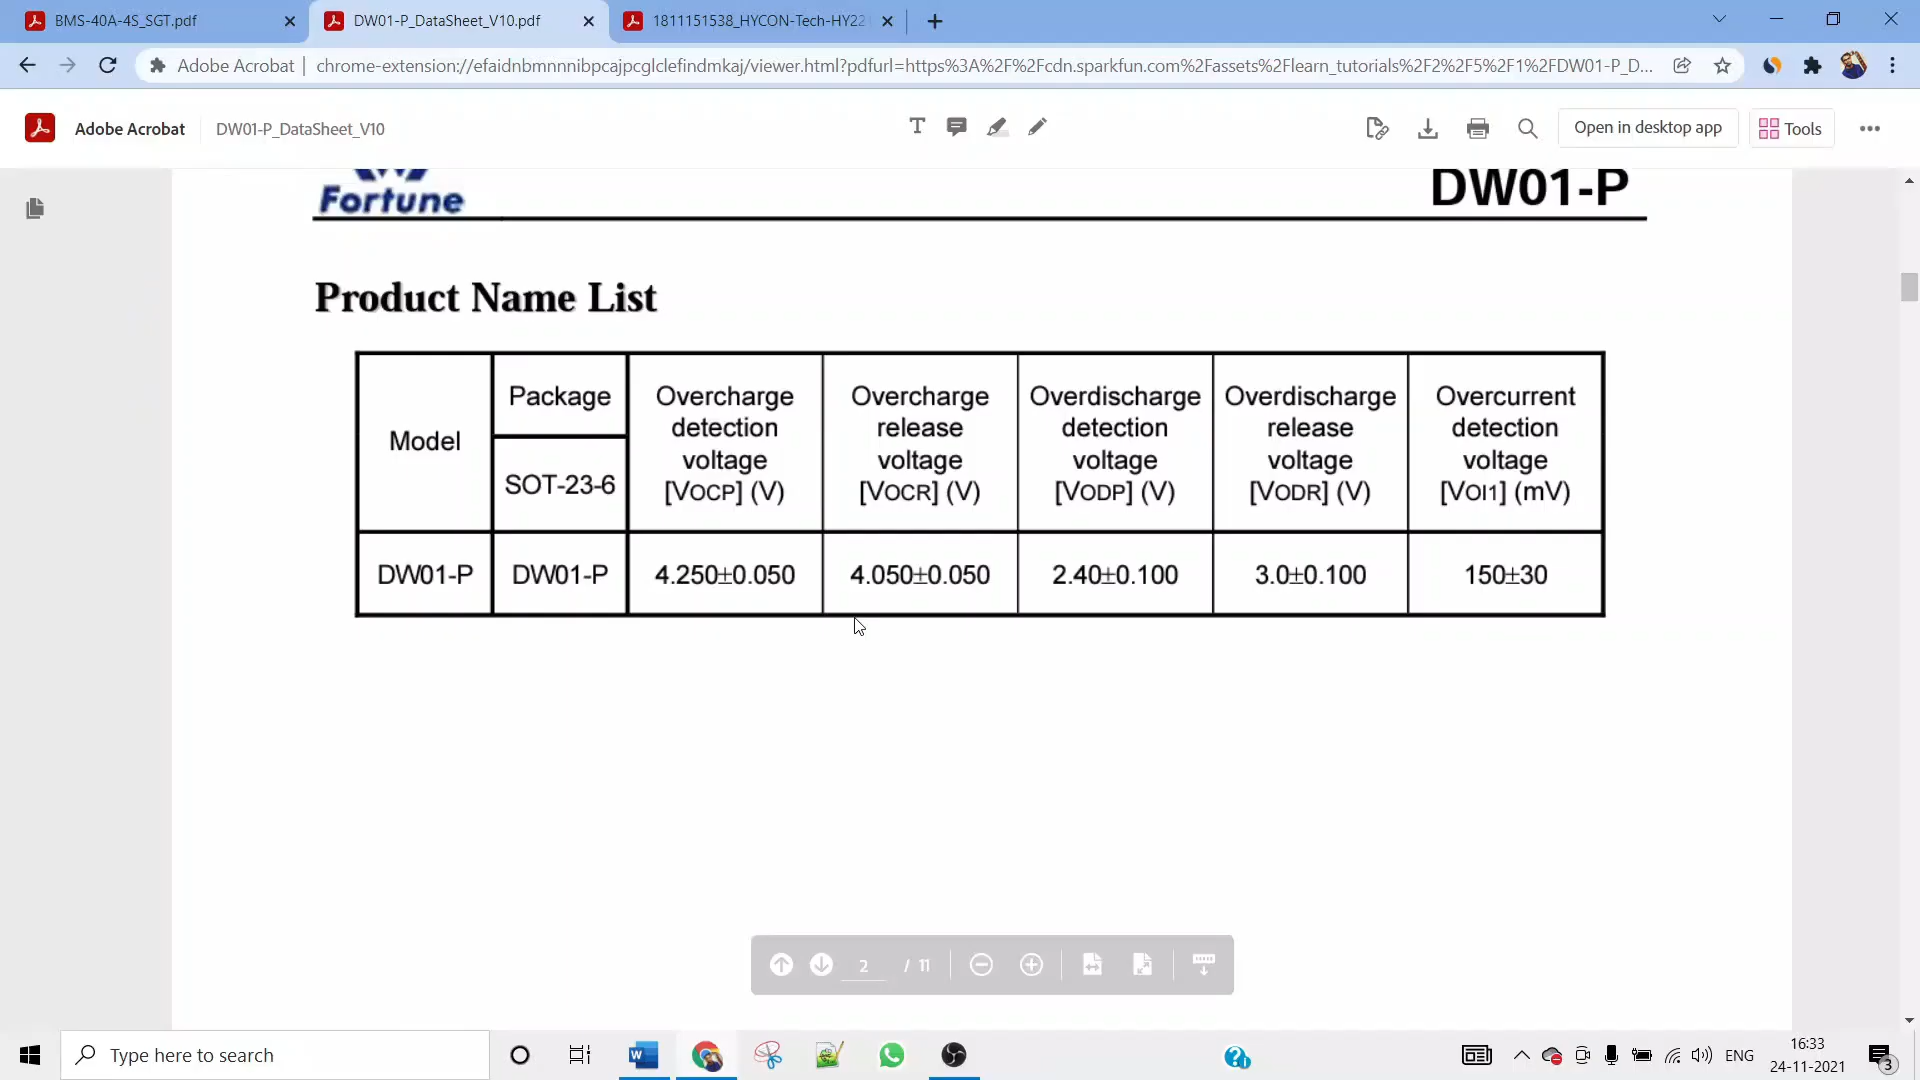 BMS-40A-4S_SGT.pdf
DW01-P_DataSheet_V10.pdf
1811151538_HYCON-Tech-HY22
Adobe Acrobat
chrome-extension://efaidnbmnnnibpcajpcglclefindmkaj/viewer.html?pdfurl=https%3A%2F%2Fcdn.sparkfun.com%2Fassets%2Flearn_tutorials%2F2%2F5%2F1%2FDW01-P_D...
Adobe Acrobat
DW01-P_DataSheet_V10
Open in desktop app
Tools
Fortune
DW01-P
Product Name List
Model
Package
SOT-23-6
Overcharge
detection
voltage
[VOCP] (V)
Overcharge
release
voltage
[VOCR] (V)
Overdischarge
detection
voltage
[VODP] (V)
Overdischarge
release
voltage
[VODR] (V)
Overcurrent
detection
voltage
[VOI1] (mV)
DW01-P DW01-P 4.250±0.050 4.050±0.050 2.40±0.100 3.0±0.100 150±30
2 / 11
Type here to search
ENG
16:33
24-11-2021
3